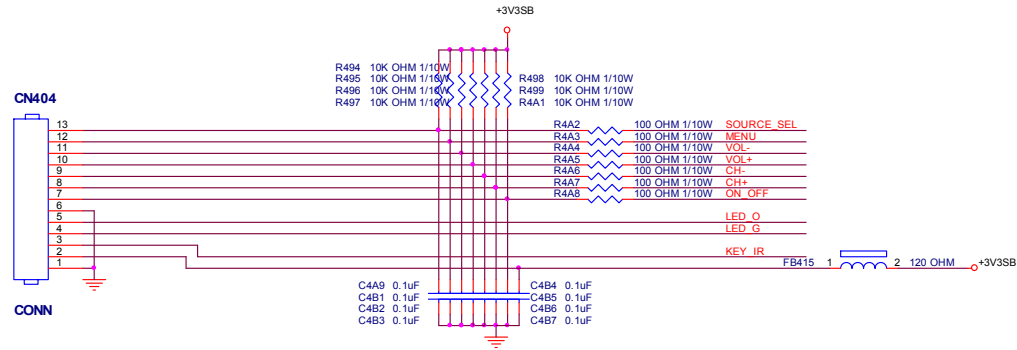 +3V3SB
R494 10K OHM 1/10W
R495 10K OHM 1/10W
R496 10K OHM 1/10W
R497 10K OHM 1/10W
R498 10K OHM 1/10W
R499 10K OHM 1/10W
R4A1 10K OHM 1/10W
CN404
13
12
11
10
9
8
7
6
5
4
3
2
1
CONN
R4A2 100 OHM 1/10W SOURCE_SEL
R4A3 100 OHM 1/10W MENU
R4A4 100 OHM 1/10W VOL-
R4A5 100 OHM 1/10W VOL+
R4A6 100 OHM 1/10W CH-
R4A7 100 OHM 1/10W CH+
R4A8 100 OHM 1/10W ON_OFF
LED_O
LED_G
KEY_IR
FB415 1 2 120 OHM +3V3SB
C4A9 0.1uF
C4B1 0.1uF
C4B2 0.1uF
C4B3 0.1uF
C4B4 0.1uF
C4B5 0.1uF
C4B6 0.1uF
C4B7 0.1uF